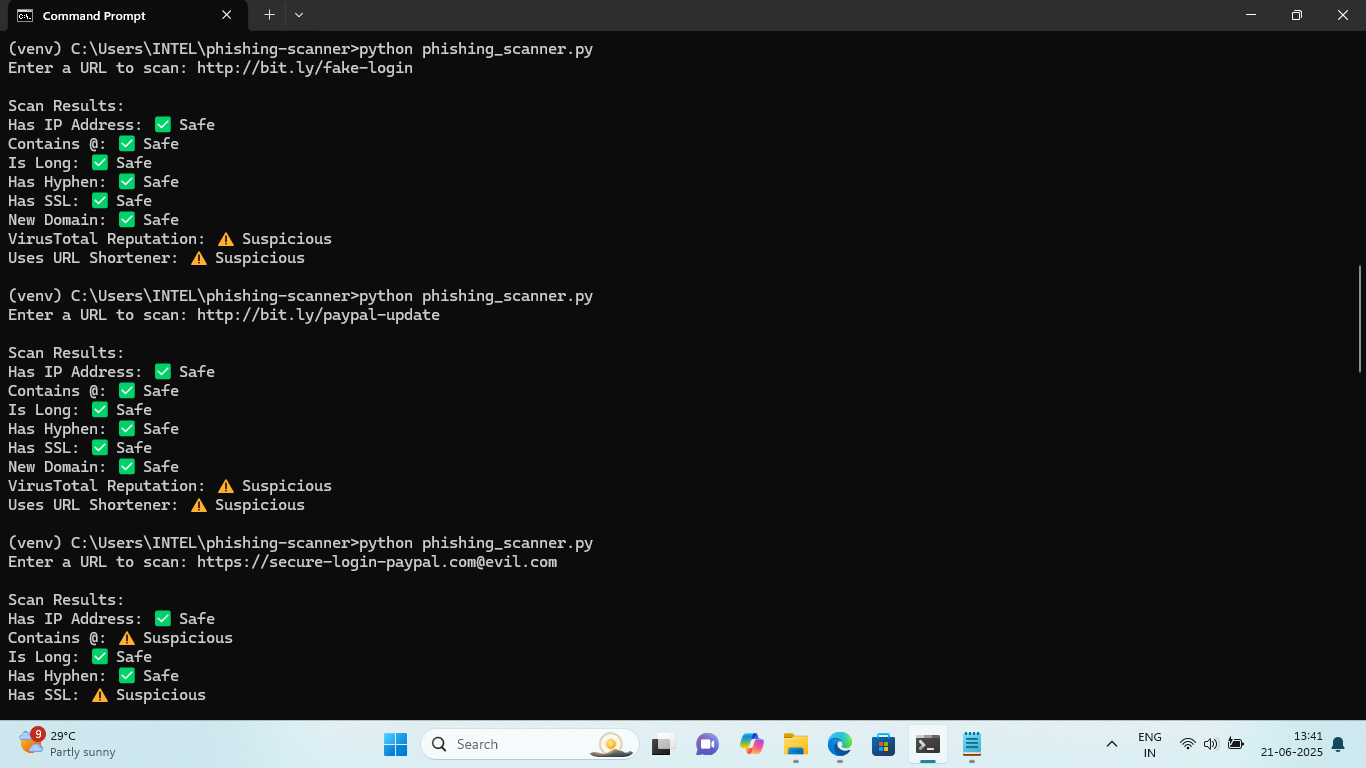 Command Prompt
(venv) C:\Users\INTEL\phishing-scanner>python phishing_scanner.py
Enter a URL to scan: http://bit.ly/fake-login
Scan Results:
Has IP Address: ✅ Safe
Contains @: ✅ Safe
Is Long: ✅ Safe
Has Hyphen: ✅ Safe
Has SSL: ✅ Safe
New Domain: ✅ Safe
VirusTotal Reputation: ⚠️ Suspicious
Uses URL Shortener: ⚠️ Suspicious
(venv) C:\Users\INTEL\phishing-scanner>python phishing_scanner.py
Enter a URL to scan: http://bit.ly/paypal-update
Scan Results:
Has IP Address: ✅ Safe
Contains @: ✅ Safe
Is Long: ✅ Safe
Has Hyphen: ✅ Safe
Has SSL: ✅ Safe
New Domain: ✅ Safe
VirusTotal Reputation: ⚠️ Suspicious
Uses URL Shortener: ⚠️ Suspicious
(venv) C:\Users\INTEL\phishing-scanner>python phishing_scanner.py
Enter a URL to scan: https://secure-login-paypal.com@evil.com
Scan Results:
Has IP Address: ✅ Safe
Contains @: ⚠️ Suspicious
Is Long: ✅ Safe
Has Hyphen: ✅ Safe
Has SSL: ⚠️ Suspicious
9
29°C
Partly sunny
Search
ENG
IN
13:41
21-06-2025